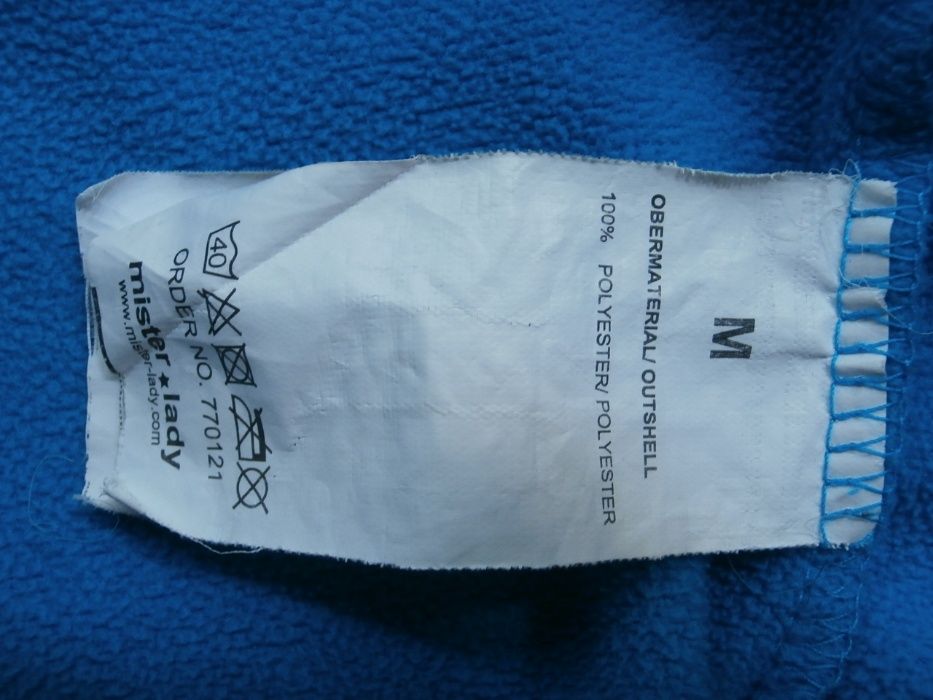 M
OBERMATERIAL/ OUTSHELL
100% POLYESTER/ POLYESTER
40
ORDER NO. 770121
mister★lady
www.mister-lady.com